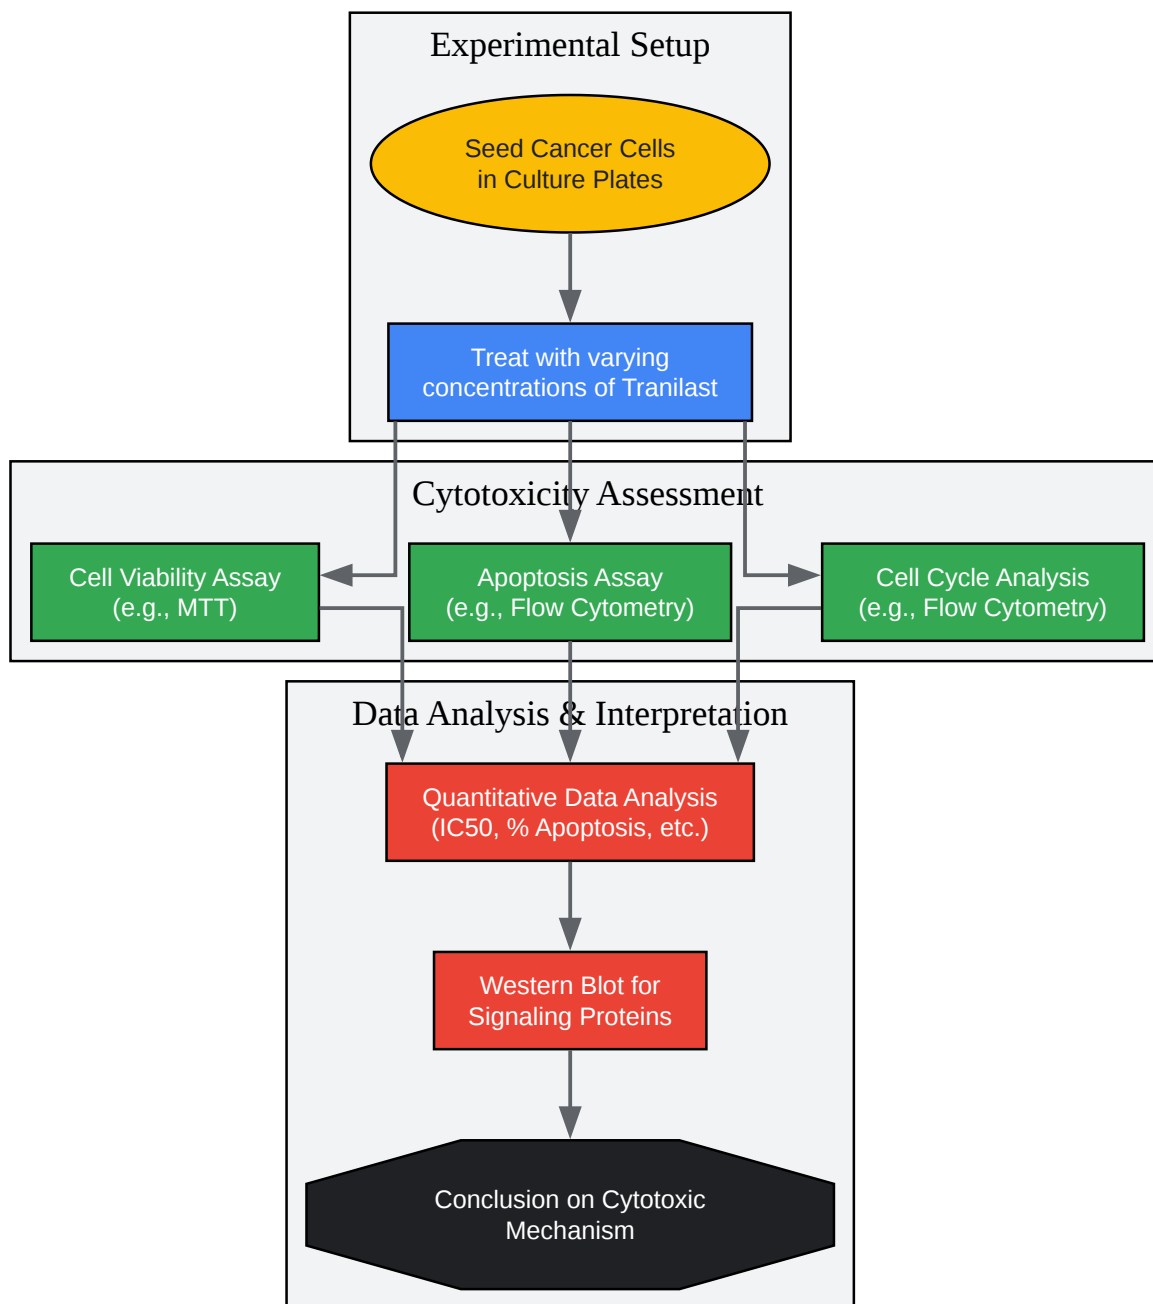 Experimental Setup
Seed Cancer Cells
in Culture Plates
Treat with varying
concentrations of Tranilast
Cytotoxicity Assessment
Cell Viability Assay
(e.g., MTT)
Apoptosis Assay
(e.g., Flow Cytometry)
Cell Cycle Analysis
(e.g., Flow Cytometry)
Data Analysis & Interpretation
Quantitative Data Analysis
(IC50, % Apoptosis, etc.)
Western Blot for
Signaling Proteins
Conclusion on Cytotoxic
Mechanism